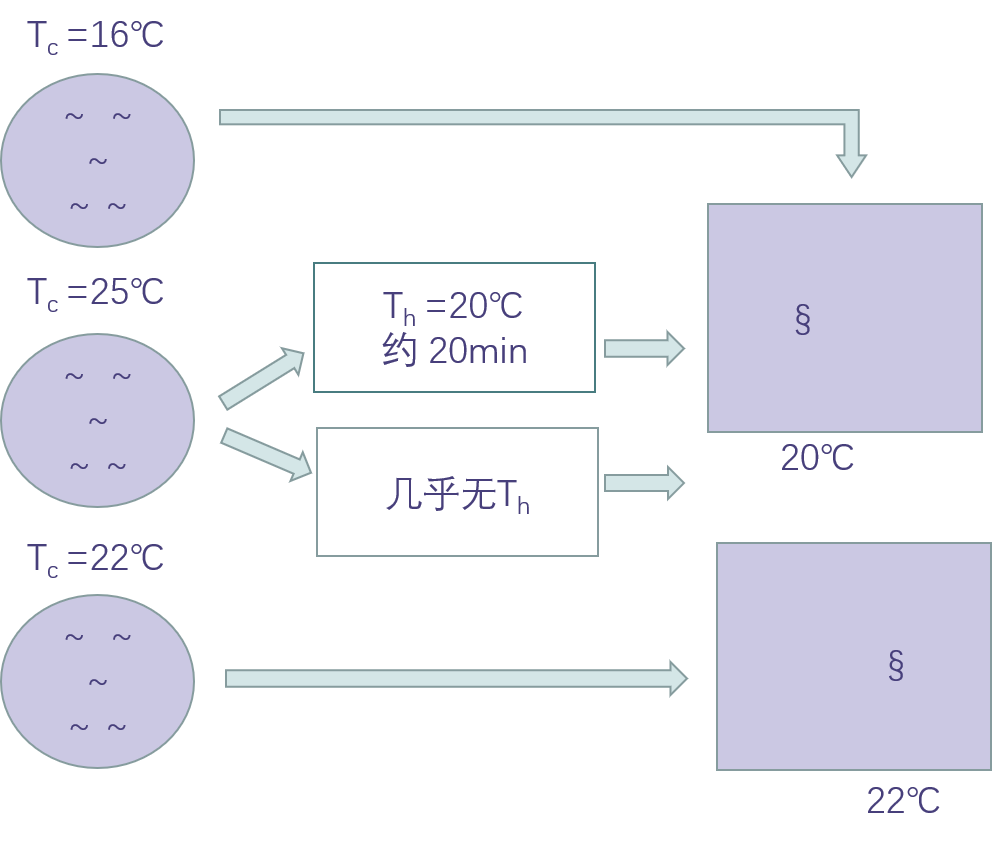 Tc =16℃
~ ~
~
~ ~
Tc =25℃
~ ~
~
~ ~
Th =20℃
约 20min
几乎无Th
§
20℃
Tc =22℃
~ ~
~
~ ~
§
22℃